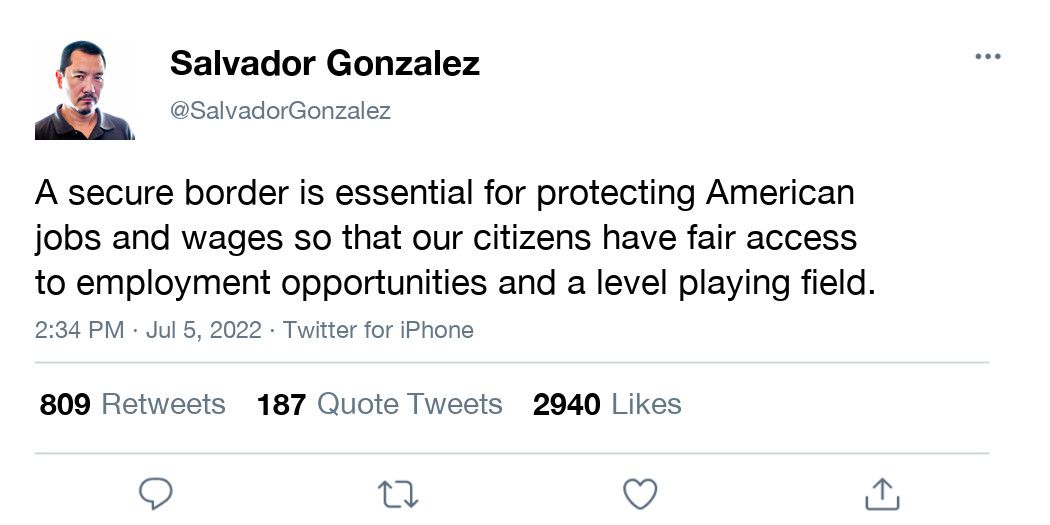 Salvador Gonzalez
@SalvadorGonzalez
A secure border is essential for protecting American
jobs and wages so that our citizens have fair access
to employment opportunities and a level playing field.
2:34 PM · Jul 5, 2022 · Twitter for iPhone
809 Retweets 187 Quote Tweets 2940 Likes